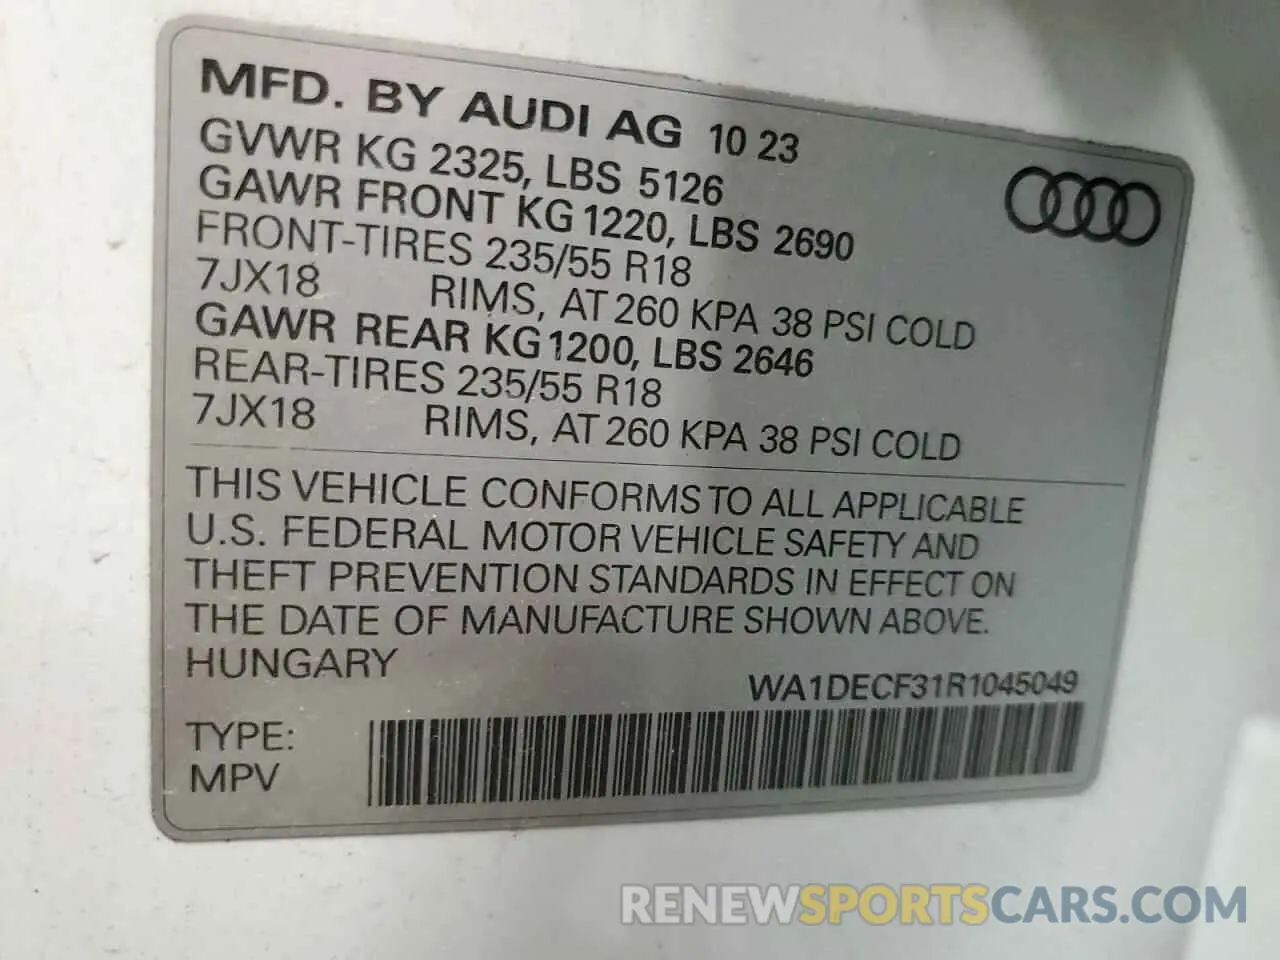 MFD. BY AUDI AG 10 23
GVWR KG 2325, LBS 5126
GAWR FRONT KG 1220, LBS 2690
FRONT-TIRES 235/55 R18
7JX18 RIMS, AT 260 KPA 38 PSI COLD
GAWR REAR KG 1200, LBS 2646
REAR-TIRES 235/55 R18
7JX18 RIMS, AT 260 KPA 38 PSI COLD
THIS VEHICLE CONFORMS TO ALL APPLICABLE
U.S. FEDERAL MOTOR VEHICLE SAFETY AND
THEFT PREVENTION STANDARDS IN EFFECT ON
THE DATE OF MANUFACTURE SHOWN ABOVE.
HUNGARY
WA1DECF31R1045049
TYPE:
MPV
RENEWSPORTSCARS.COM